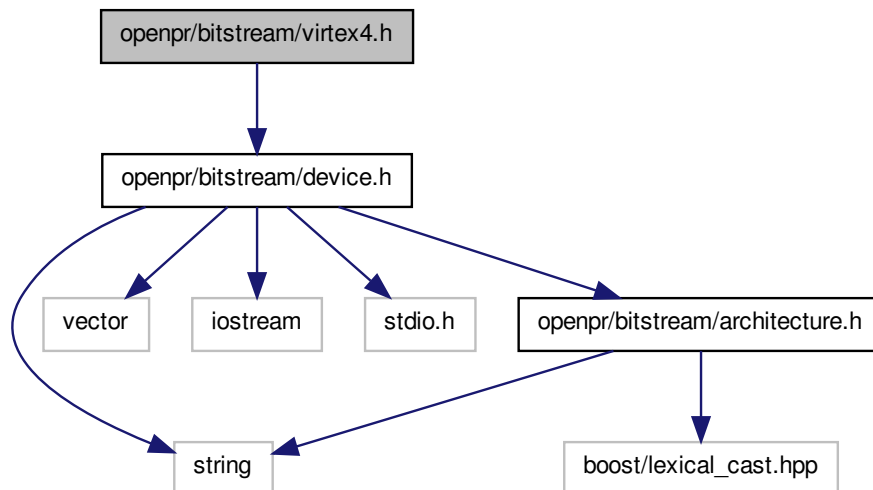 openpr/bitstream/virtex4.h
openpr/bitstream/device.h
vector
iostream
stdio.h
openpr/bitstream/architecture.h
string
boost/lexical_cast.hpp